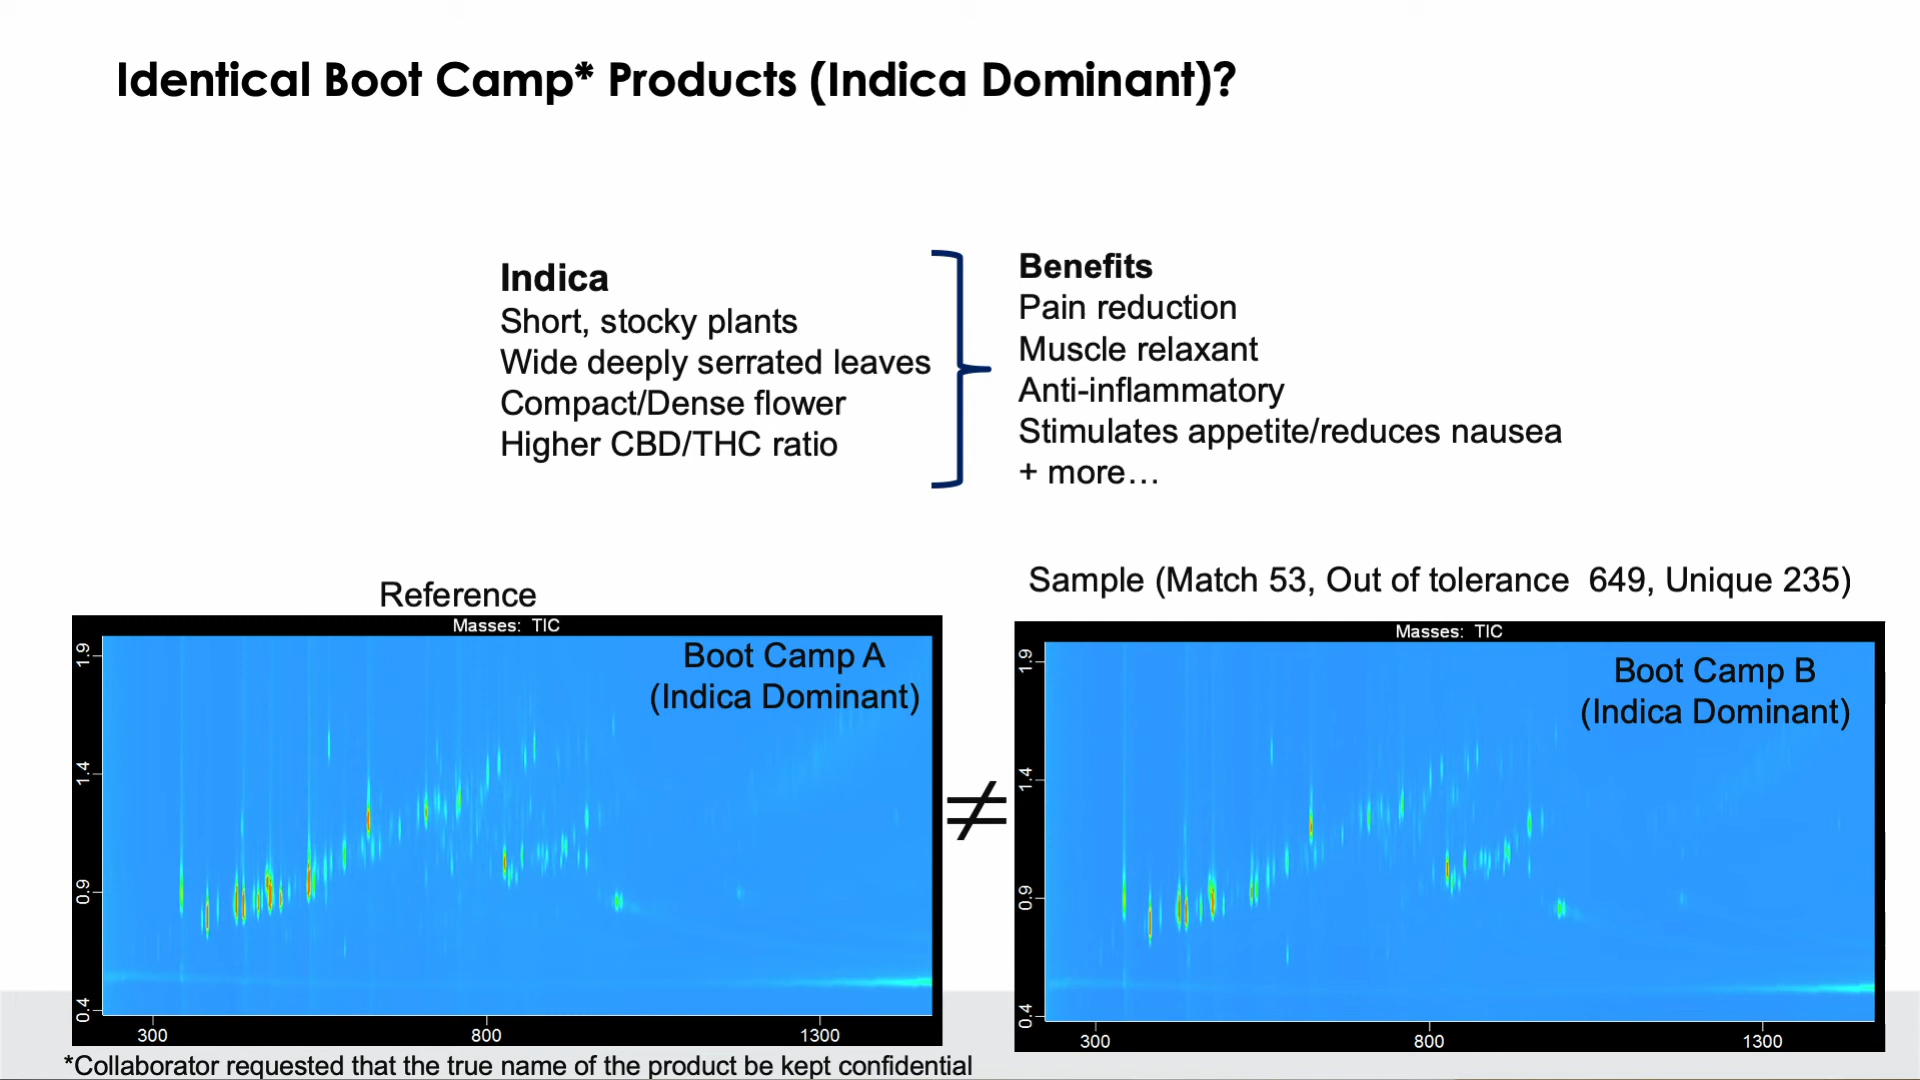 Identical Boot Camp* Products (Indica Dominant)?
Indica
Short, stocky plants
Wide deeply serrated leaves
Compact/Dense flower
Higher CBD/THC ratio
Benefits
Pain reduction
Muscle relaxant
Anti-inflammatory
Stimulates appetite/reduces nausea
+ more…
Reference
Masses: TIC
Boot Camp A
(Indica Dominant)
1.9
1.4
0.9
0.4
300 800 1300
≠
Sample (Match 53, Out of tolerance 649, Unique 235)
Masses: TIC
Boot Camp B
(Indica Dominant)
1.9
1.4
0.9
0.4
300 800 1300
*Collaborator requested that the true name of the product be kept confidential